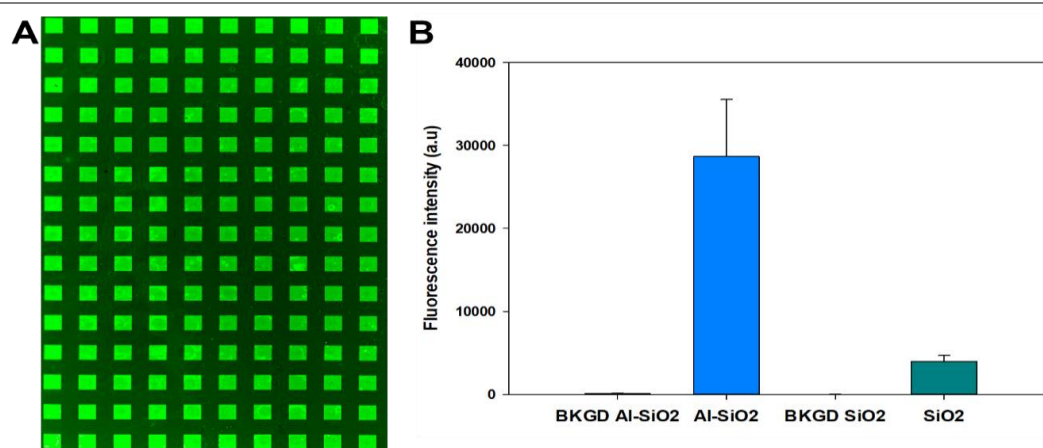 A
B
40000
30000
20000
10000
0
Fluorescence intensity (a.u)
BKGD Al-SiO2
Al-SiO2
BKGD SiO2
SiO2